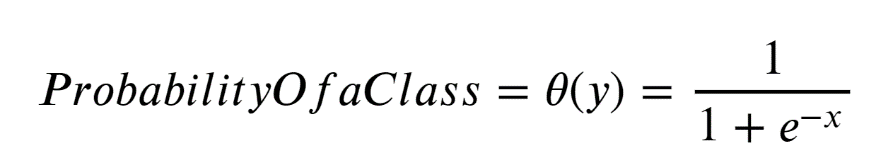 ProbabilityOfaClass = θ(y) = 1 / (1 + e^{−x})